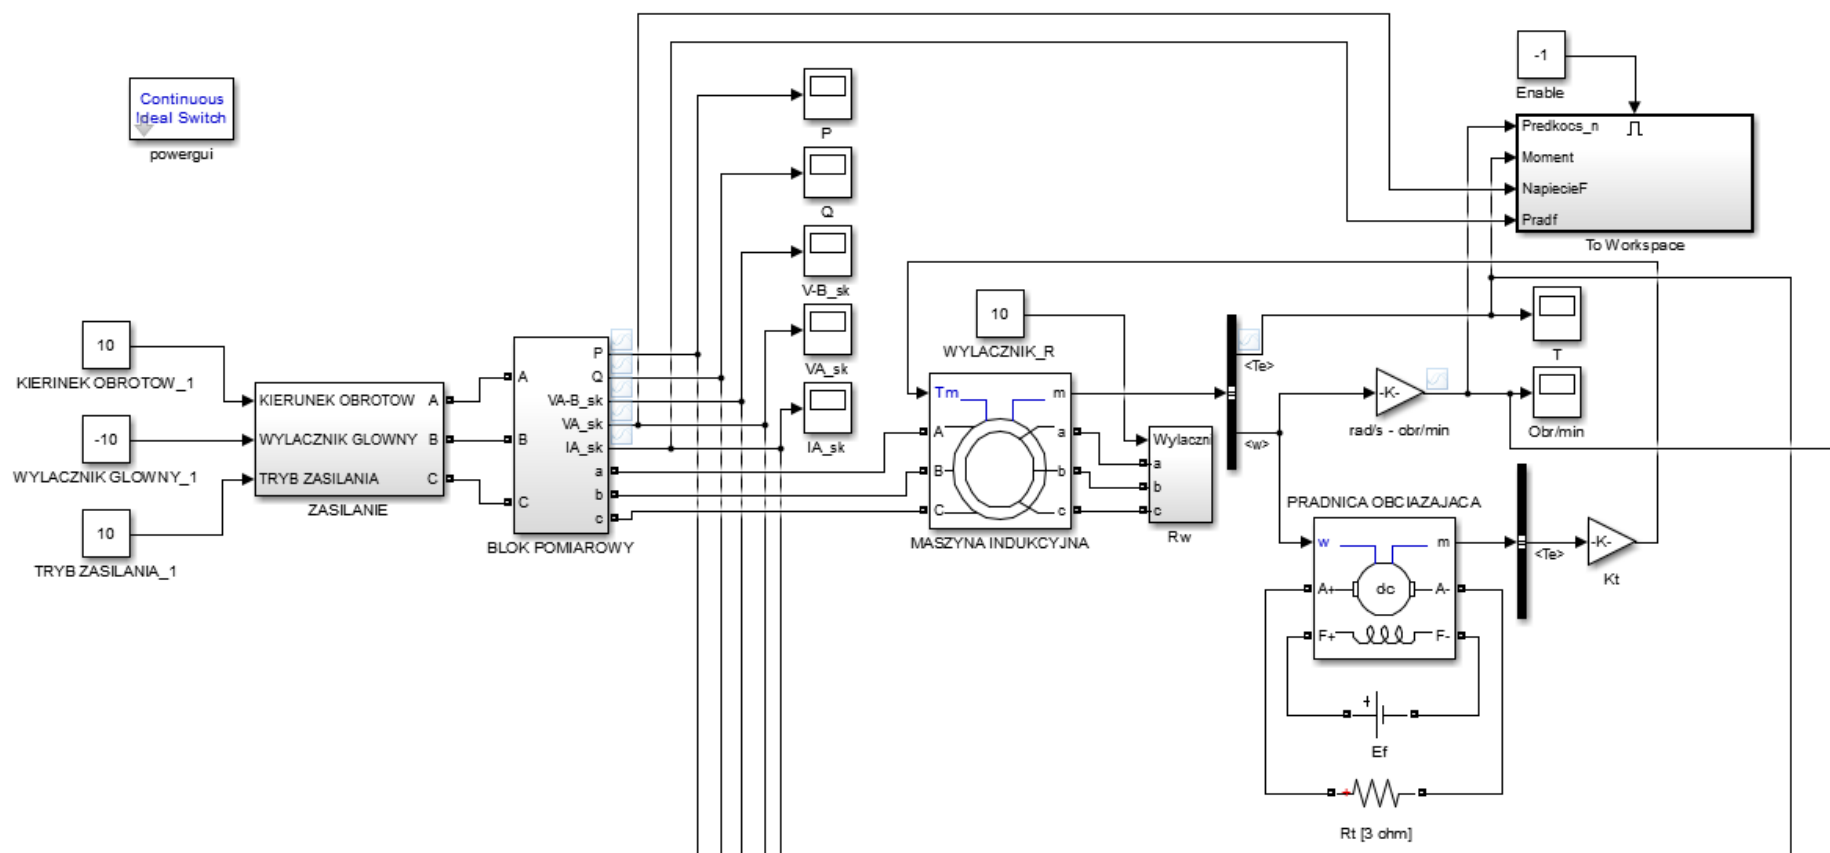 Continuous
Ideal Switch
powergui
10
KIERINEK OBROTOW_1
-10
WYLACZNIK GLOWNY_1
10
TRYB ZASILANIA_1
KIERUNEK OBROTOW A
WYLACZNIK GLOWNY B
TRYB ZASILANIA C
ZASILANIE
A
B
C
P
Q
VA-B_sk
VA_sk
IA_sk
a
b
c
BLOK POMIAROWY
P
Q
V-B_sk
VA_sk
IA_sk
10
WYLACZNIK_R
Tm m
A a
B b
C c
MASZYNA INDUKCYJNA
Wylaczni
a
b
c
Rw
<Te>
<w>
-K-
rad/s - obr/min
-1
Enable
Predkocs_n
Moment
NapiecieF
Pradf
To Workspace
T
Obr/min
PRADNICA OBCIAZAJACA
w m
A+ dc A-
F+ F-
<Te>
-K-
Kt
+
Ef
+
Rt [3 ohm]